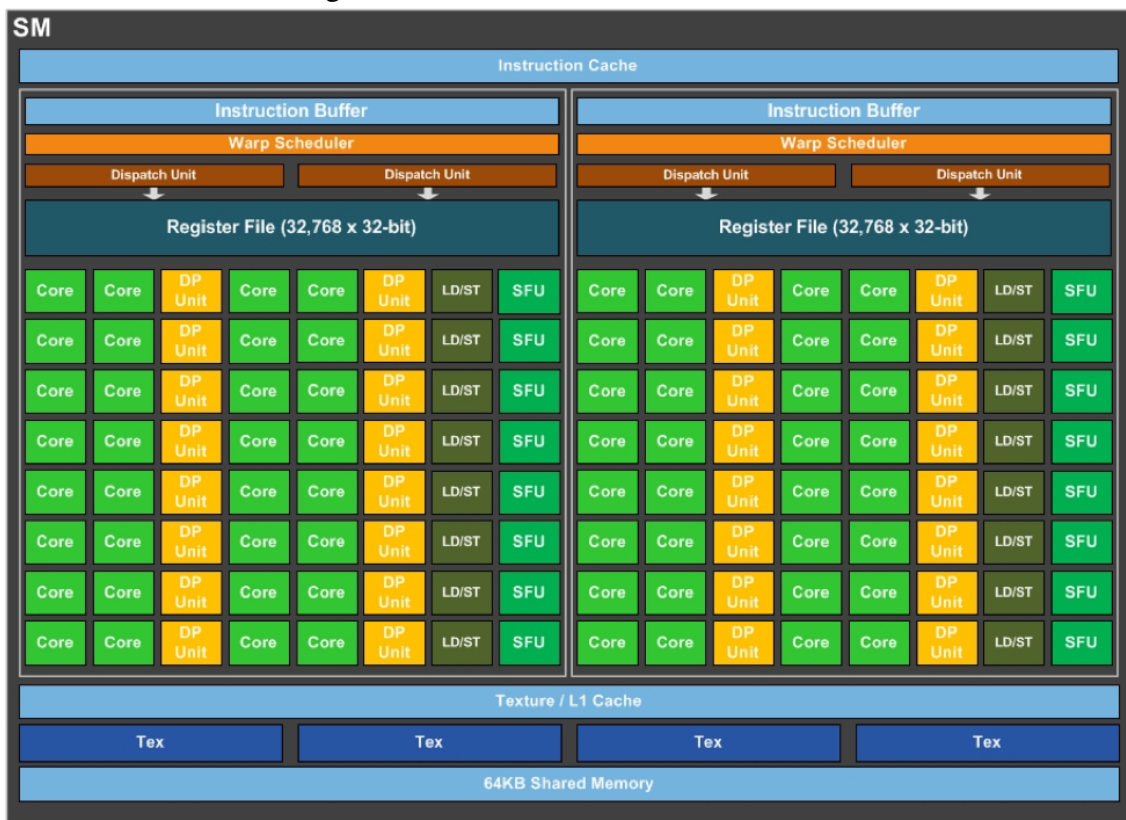 SM
Instruction Cache
Instruction Buffer Instruction Buffer
Warp Scheduler Warp Scheduler
Dispatch Unit Dispatch Unit Dispatch Unit Dispatch Unit
Register File (32,768 x 32-bit) Register File (32,768 x 32-bit)
Core Core DP Unit Core Core DP Unit LD/ST SFU Core Core DP Unit Core Core DP Unit LD/ST SFU
Core Core DP Unit Core Core DP Unit LD/ST SFU Core Core DP Unit Core Core DP Unit LD/ST SFU
Core Core DP Unit Core Core DP Unit LD/ST SFU Core Core DP Unit Core Core DP Unit LD/ST SFU
Core Core DP Unit Core Core DP Unit LD/ST SFU Core Core DP Unit Core Core DP Unit LD/ST SFU
Core Core DP Unit Core Core DP Unit LD/ST SFU Core Core DP Unit Core Core DP Unit LD/ST SFU
Core Core DP Unit Core Core DP Unit LD/ST SFU Core Core DP Unit Core Core DP Unit LD/ST SFU
Core Core DP Unit Core Core DP Unit LD/ST SFU Core Core DP Unit Core Core DP Unit LD/ST SFU
Core Core DP Unit Core Core DP Unit LD/ST SFU Core Core DP Unit Core Core DP Unit LD/ST SFU
Texture / L1 Cache
Tex Tex Tex Tex
64KB Shared Memory